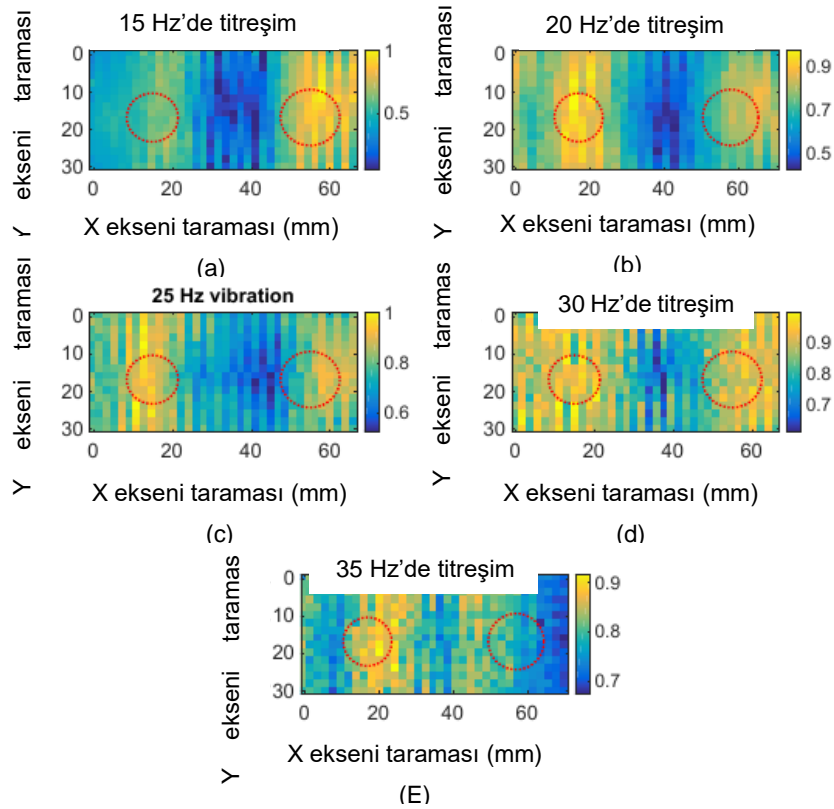 15 Hz’de titreşim
Y ekseni taraması
0
10
20
30
0 20 40 60
1
0.5
X ekseni taraması (mm)
(a)
20 Hz’de titreşim
Y ekseni taraması
0
10
20
30
0 20 40 60
0.9
0.7
0.5
X ekseni taraması (mm)
(b)
25 Hz vibration
Y ekseni taraması
0
10
20
30
0 20 40 60
1
0.8
0.6
X ekseni taraması (mm)
(c)
30 Hz’de titreşim
Y ekseni taramas
0
10
20
30
0 20 40 60
0.9
0.8
0.7
X ekseni taraması (mm)
(d)
35 Hz’de titreşim
Y ekseni taramas
0
10
20
30
0 20 40 60
0.9
0.8
0.7
X ekseni taraması (mm)
(E)